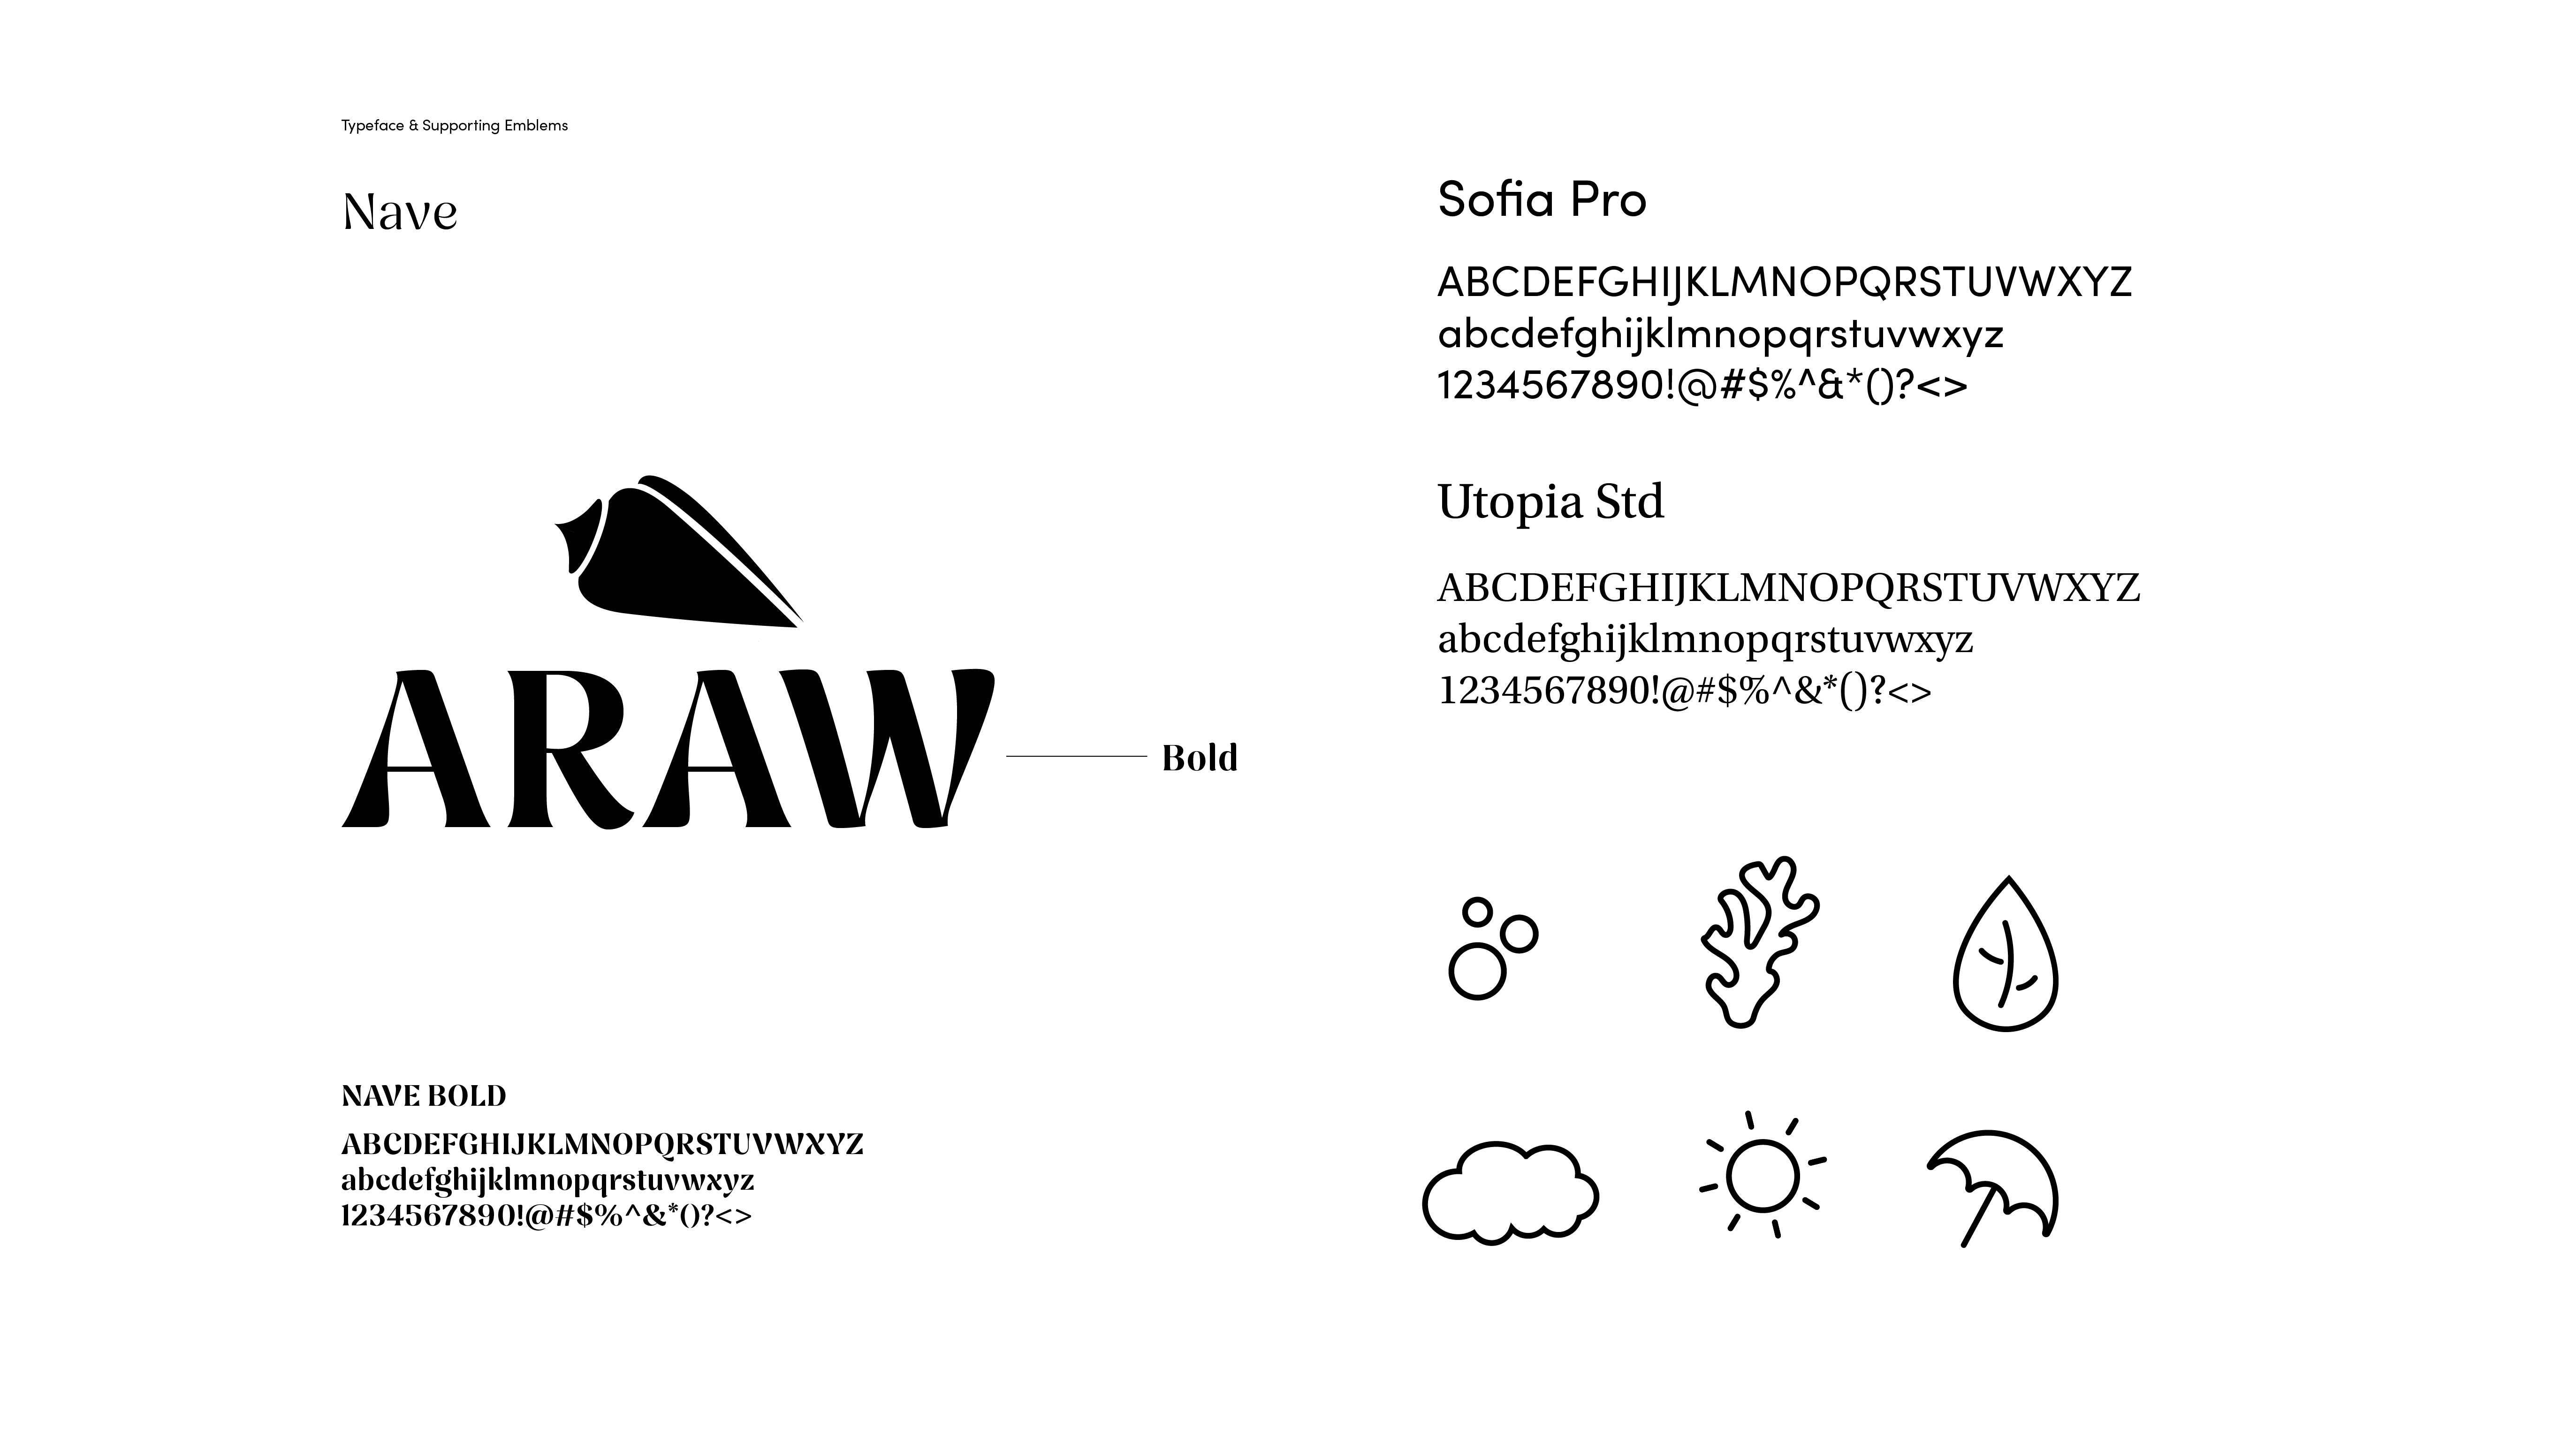 Typeface & Supporting Emblems
Nave
ARAW
Bold
NAVE BOLD
ABCDEFGHIJKLMNOPQRSTUVWXYZ
abcdefghijklmnopqrstuvwxyz
1234567890!@#$%^&*()?<>
Sofia Pro
ABCDEFGHIJKLMNOPQRSTUVWXYZ
abcdefghijklmnopqrstuvwxyz
1234567890!@#$%^&*()?<>
Utopia Std
ABCDEFGHIJKLMNOPQRSTUVWXYZ
abcdefghijklmnopqrstuvwxyz
1234567890!@#$%^&*()?<>